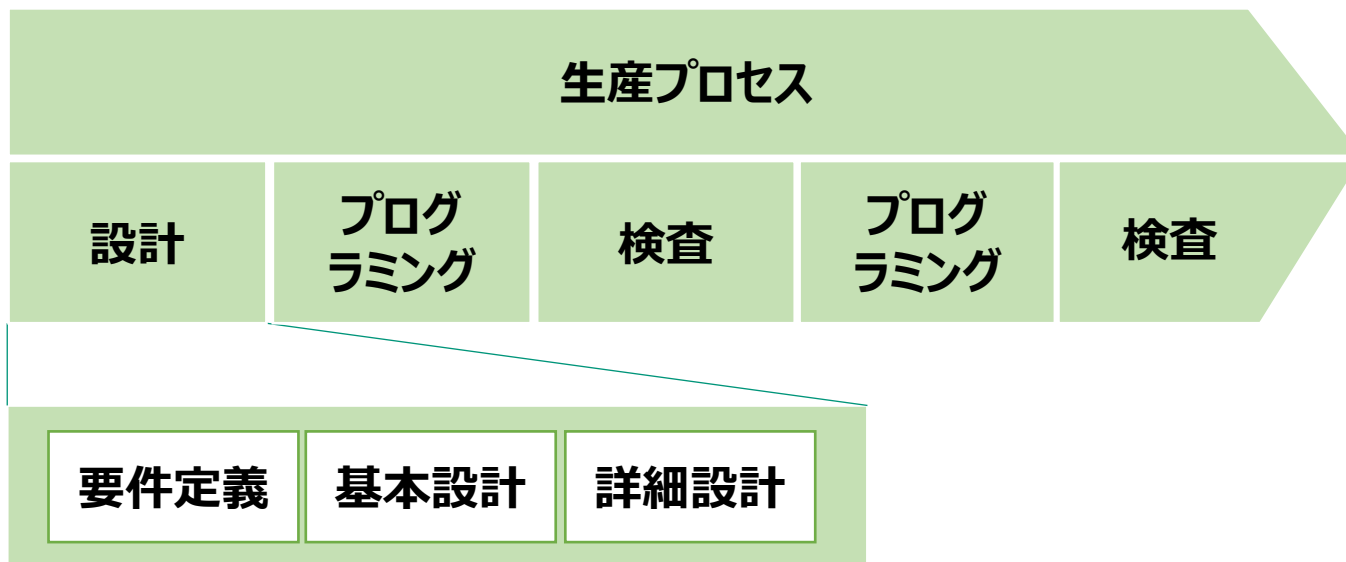 生産プロセス
設計
プログ
ラミング
検査
プログ
ラミング
検査
要件定義
基本設計
詳細設計